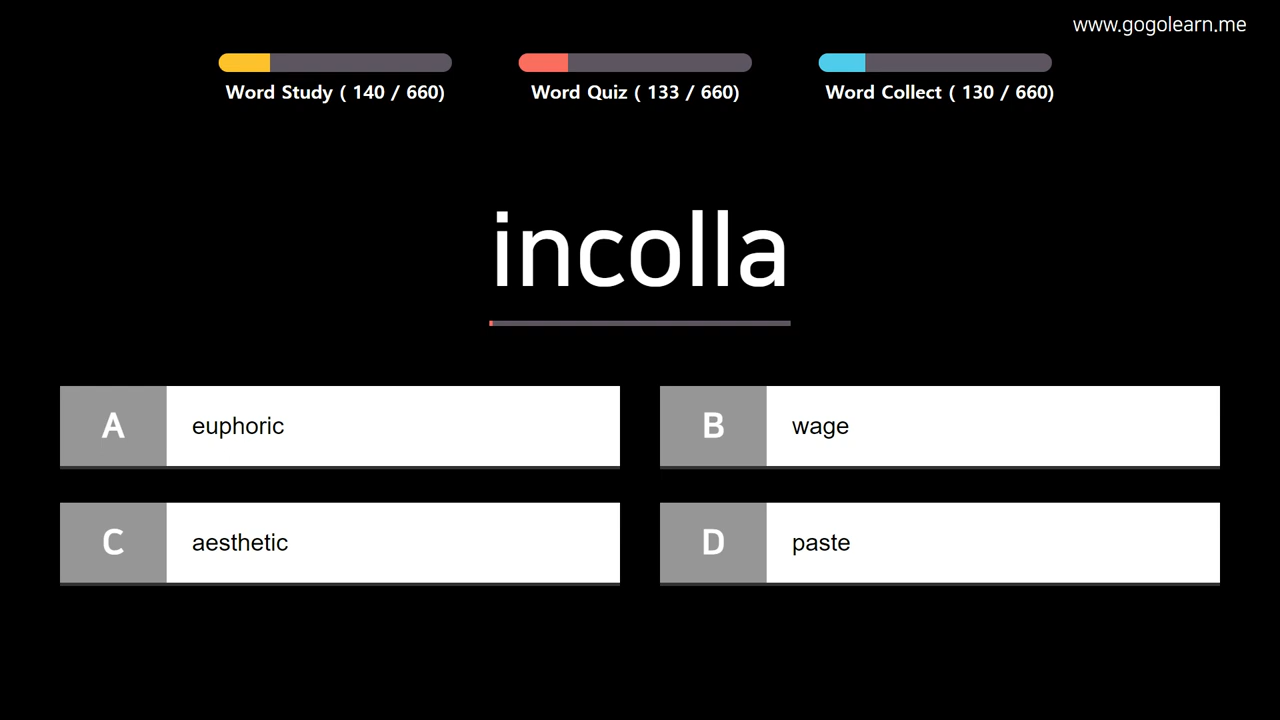 www.gogolearn.me
Word Study ( 140 / 660)
Word Quiz ( 133 / 660)
Word Collect ( 130 / 660)
incolla
A euphoric
B wage
C aesthetic
D paste